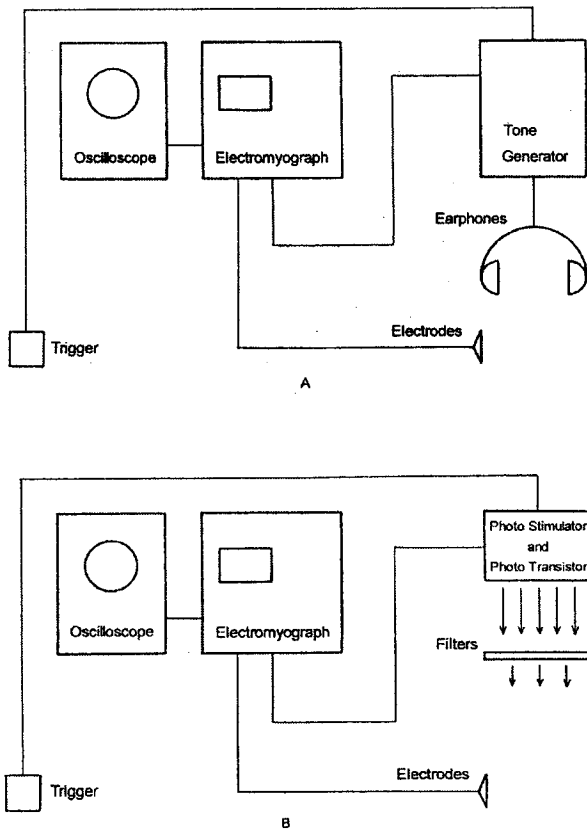 Oscilloscope
Electromyograph
Tone
Generator
Earphones
Trigger
Electrodes
A
Photo Stimulator
and
Photo Transistor
Oscilloscope
Electromyograph
Filters
Trigger
Electrodes
B